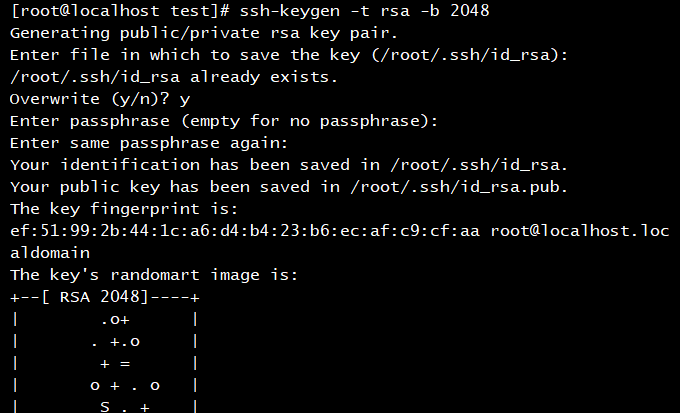 [root@localhost test]# ssh-keygen -t rsa -b 2048
Generating public/private rsa key pair.
Enter file in which to save the key (/root/.ssh/id_rsa):
/root/.ssh/id_rsa already exists.
Overwrite (y/n)? y
Enter passphrase (empty for no passphrase):
Enter same passphrase again:
Your identification has been saved in /root/.ssh/id_rsa.
Your public key has been saved in /root/.ssh/id_rsa.pub.
The key fingerprint is:
ef:51:99:2b:44:1c:a6:d4:b4:23:b6:ec:af:c9:cf:aa root@localhost.loc
aldomain
The key's randomart image is:
+--[ RSA 2048]----+
|        .o+      |
|       . +.o     |
|        + =      |
|       o + . o   |
|        S . +    |